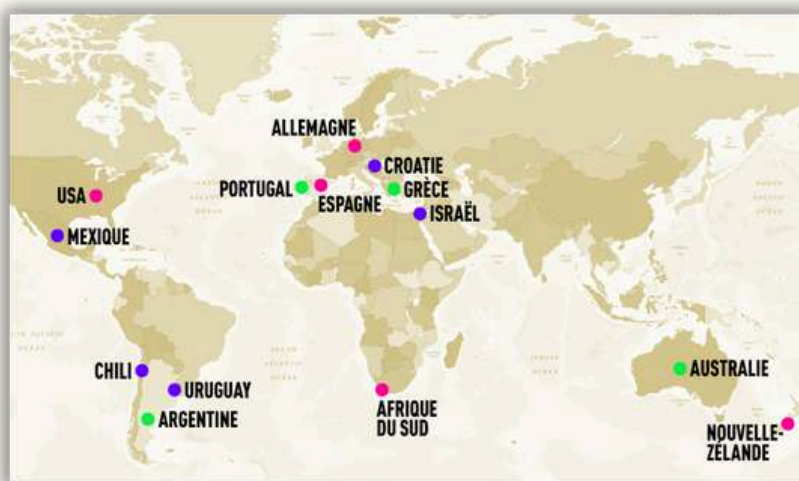 ALLEMAGNE
CROATIE
PORTUGAL
GRÈCE
USA
ESPAGNE
ISRAËL
MEXIQUE
CHILI
URUGUAY
ARGENTINE
AFRIQUE
DU SUD
AUSTRALIE
NOUVELLE-
ZÉLANDE